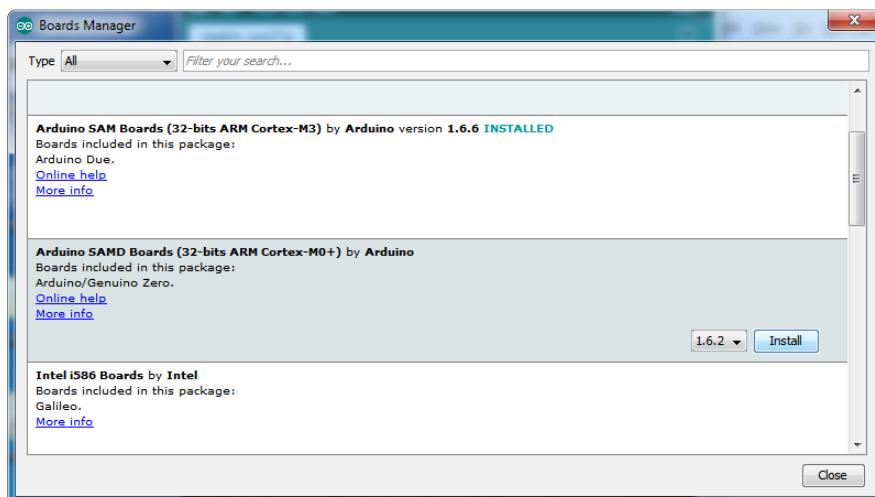 Boards Manager
Type All Filter your search...
Arduino SAM Boards (32-bits ARM Cortex-M3) by Arduino version 1.6.6 INSTALLED
Boards included in this package:
Arduino Due.
Online help
More info
Arduino SAMD Boards (32-bits ARM Cortex-M0+) by Arduino
Boards included in this package:
Arduino/Genuino Zero.
Online help
More info
1.6.2 Install
Intel i586 Boards by Intel
Boards included in this package:
Galileo.
More info
Close